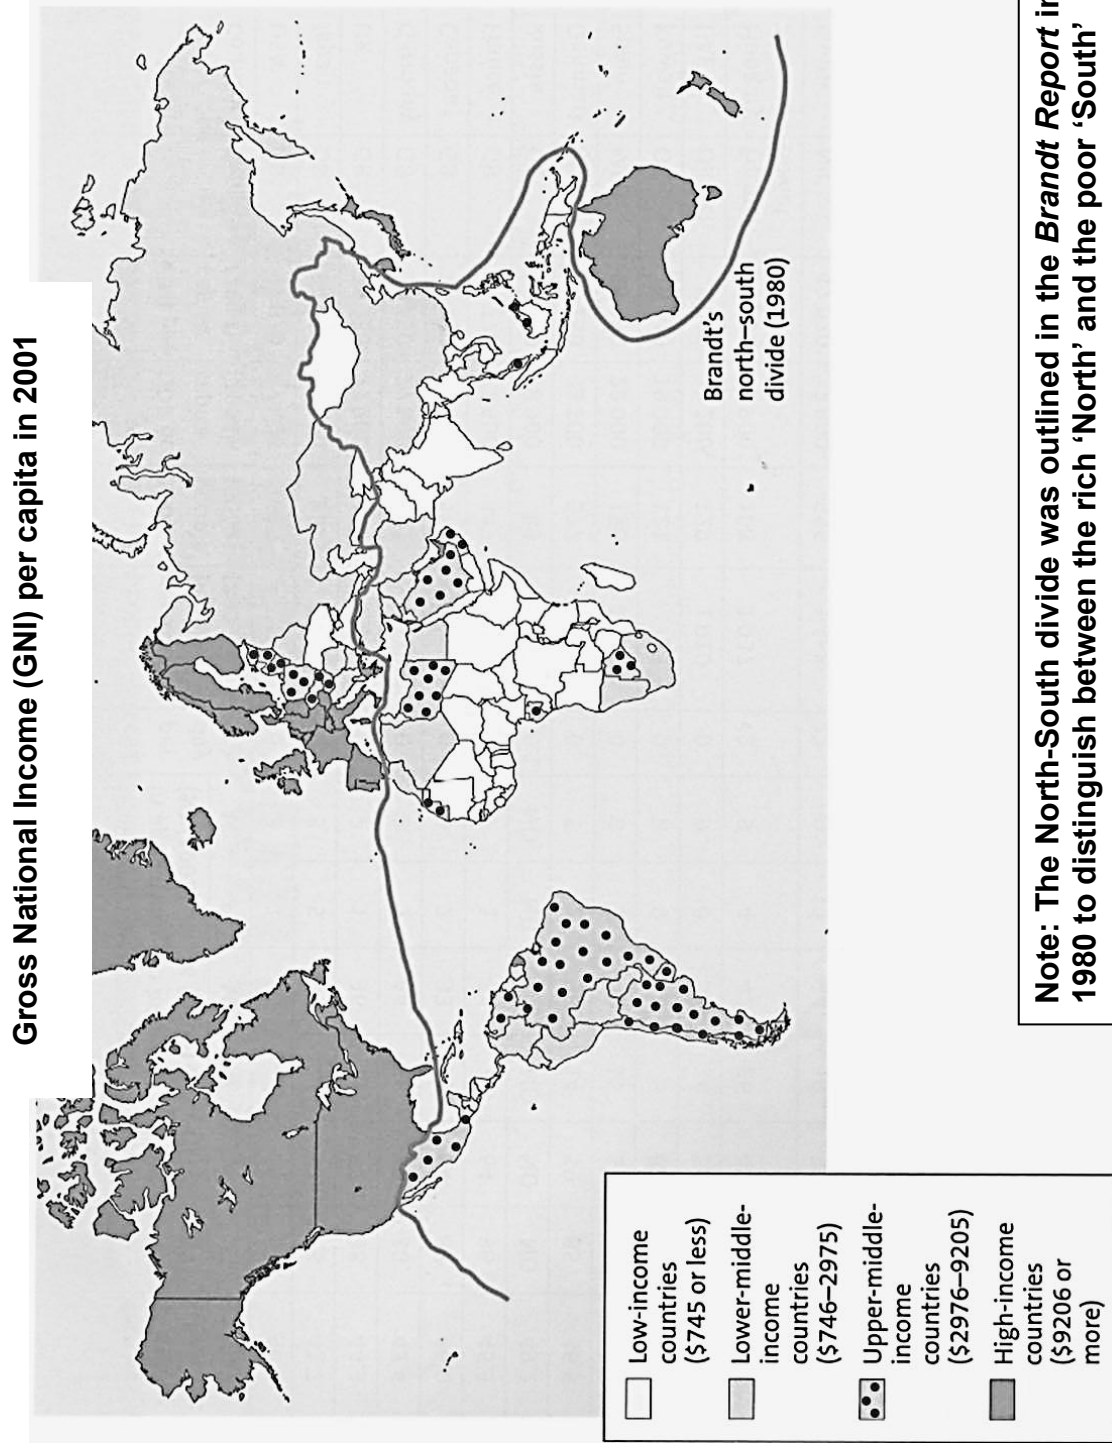 Gross National Income (GNI) per capita in 2001
Brandt's
north–south
divide (1980)
Low-income
countries
($745 or less)
Lower-middle-
income
countries
($746–2975)
Upper-middle-
income
countries
($2976–9205)
High-income
countries
($9206 or
more)
Note: The North-South divide was outlined in the Brandt Report in
1980 to distinguish between the rich ‘North’ and the poor ‘South’